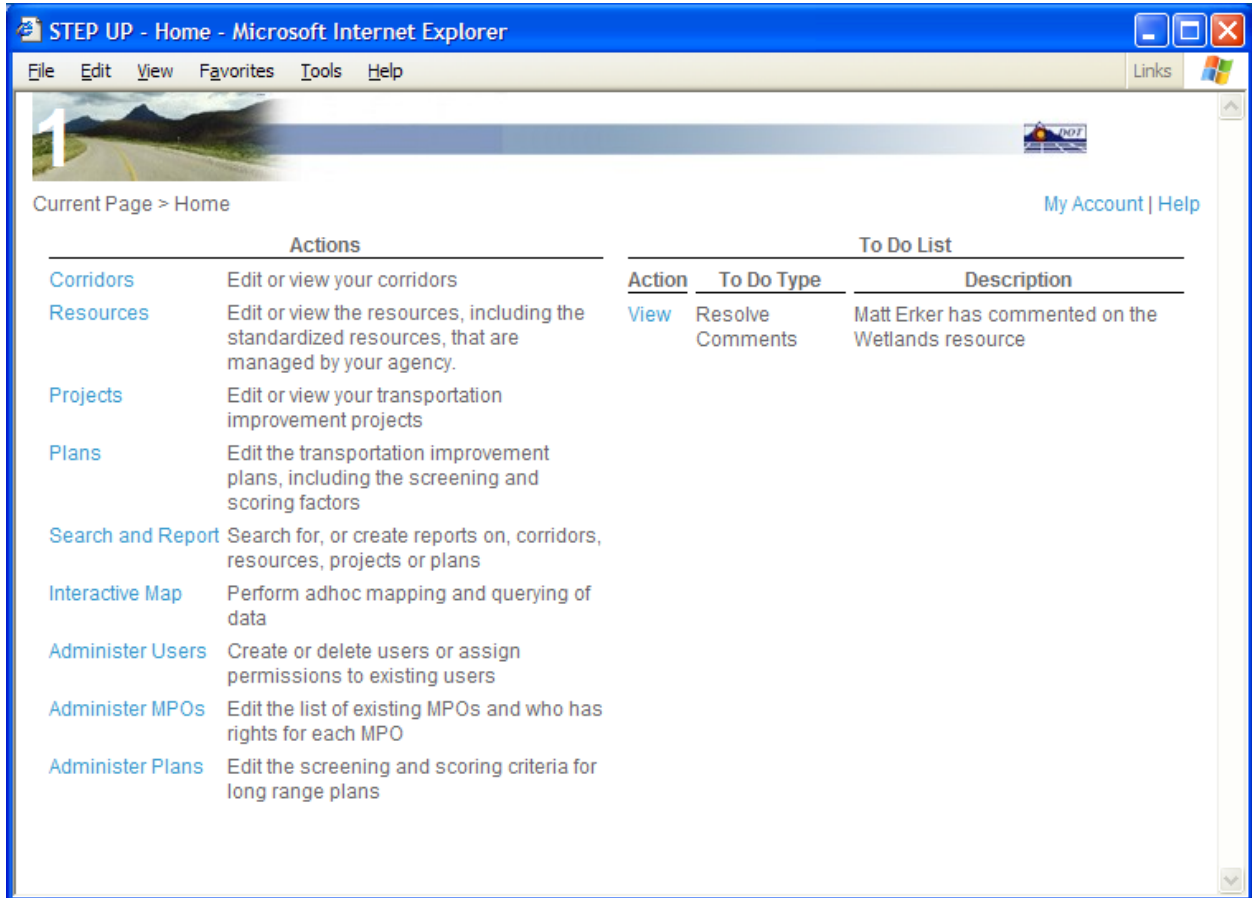 STEP UP - Home - Microsoft Internet Explorer
File Edit View Favorites Tools Help Links
1
DOT
Current Page > Home
My Account | Help
Actions
Corridors Edit or view your corridors
Resources Edit or view the resources, including the
standardized resources, that are
managed by your agency.
Projects Edit or view your transportation
improvement projects
Plans Edit the transportation improvement
plans, including the screening and
scoring factors
Search and Report Search for, or create reports on, corridors,
resources, projects or plans
Interactive Map Perform adhoc mapping and querying of
data
Administer Users Create or delete users or assign
permissions to existing users
Administer MPOs Edit the list of existing MPOs and who has
rights for each MPO
Administer Plans Edit the screening and scoring criteria for
long range plans
To Do List
Action To Do Type Description
View Resolve Matt Erker has commented on the
Comments Wetlands resource